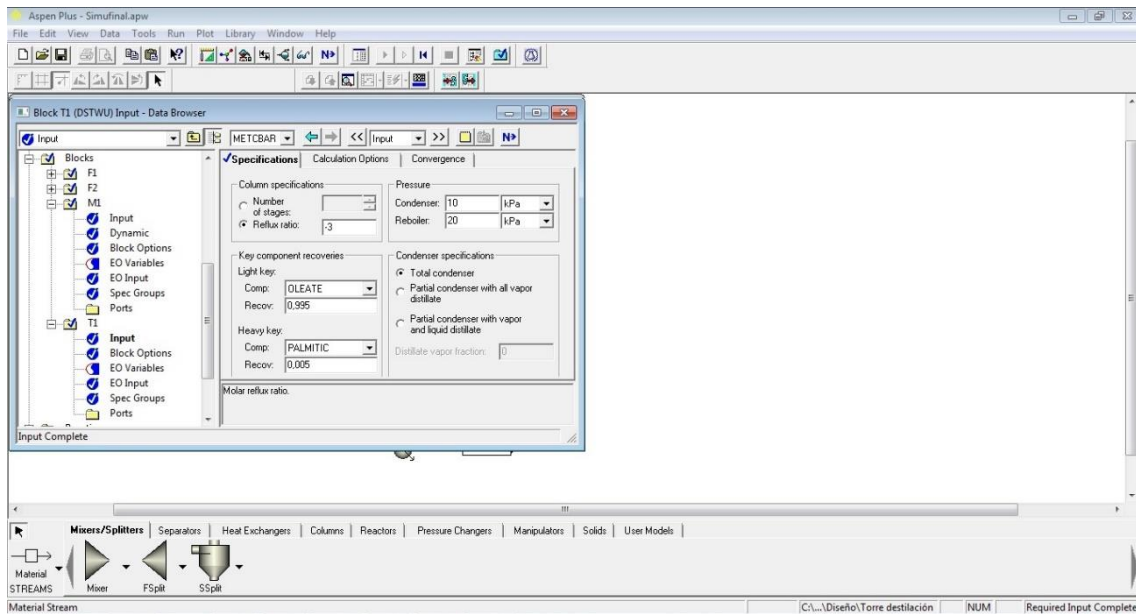 Aspen Plus - Simufinal.apw
File Edit View Data Tools Run Plot Library Window Help
Block T1 (DSTWU) Input - Data Browser
Input METCBAR Input N>
Blocks
F1
F2
M1
Input
Dynamic
Block Options
EO Variables
EO Input
Spec Groups
Ports
T1
Input
Block Options
EO Variables
EO Input
Spec Groups
Ports
Specifications Calculation Options Convergence
Column specifications
Number of stages:
Reflux ratio: -3
Pressure
Condenser: 10 kPa
Reboiler: 20 kPa
Key component recoveries
Light key:
Comp: OLEATE
Recov: 0,995
Heavy key:
Comp: PALMITIC
Recov: 0,005
Condenser specifications
Total condenser
Partial condenser with all vapor
distillate
Partial condenser with vapor
and liquid distillate
Distillate vapor fraction: 0
Molar reflux ratio.
Input Complete
Mixers/Splitters Separators Heat Exchangers Columns Reactors Pressure Changers Manipulators Solids User Models
Material
STREAMS Mixer FSplit SSplit
Material Stream C:\...\Diseño\Torre destilación NUM Required Input Complete